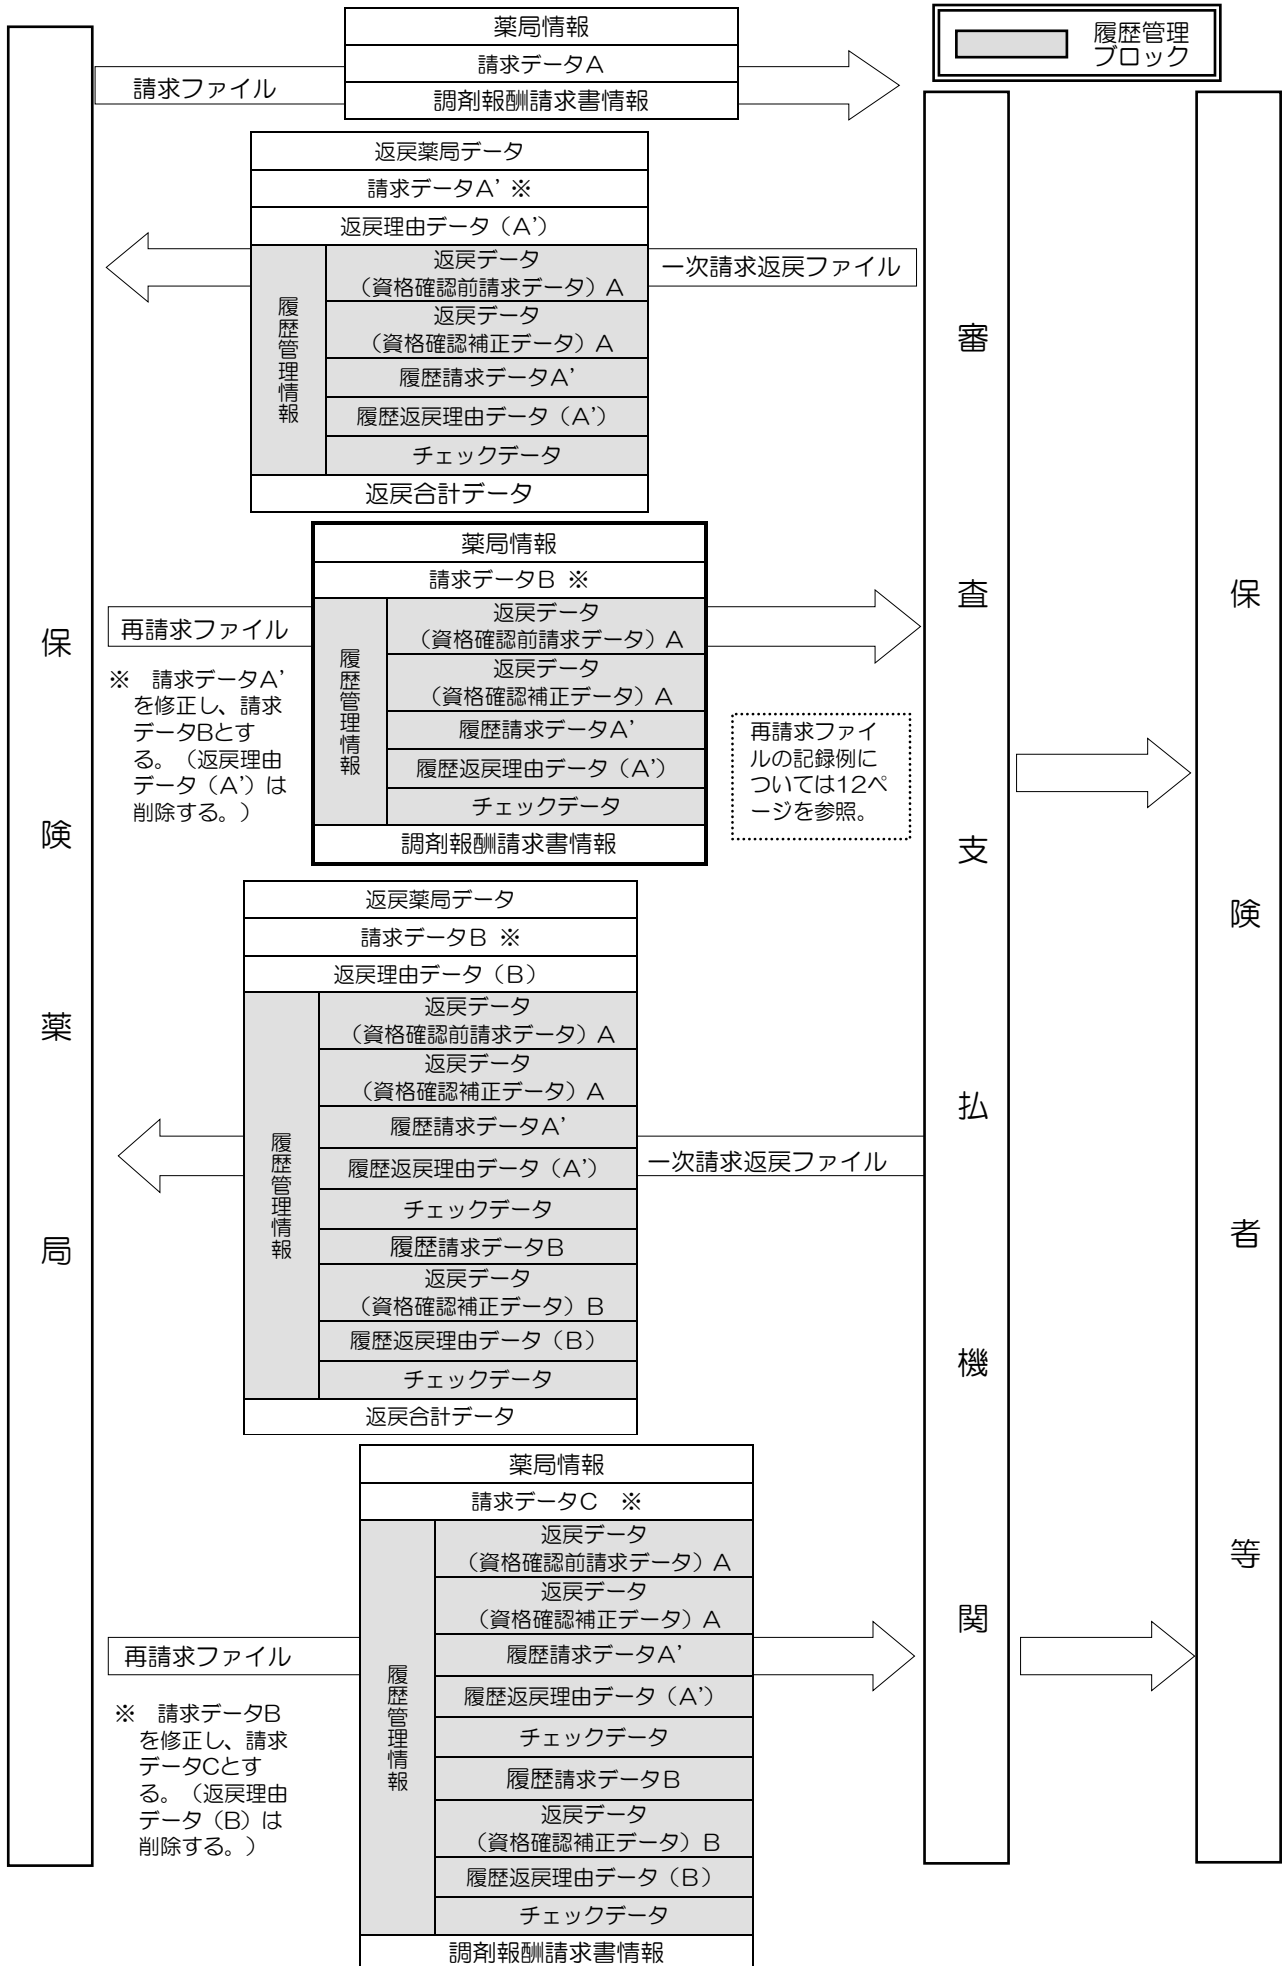 薬局情報
請求データA
調剤報酬請求書情報
請求ファイル
履歴管理
ブロック
返戻薬局データ
請求データA’ ※
返戻理由データ（A’）
履歴管理情報
返戻データ
（資格確認前請求データ）A
返戻データ
（資格確認補正データ）A
履歴請求データA’
履歴返戻理由データ（A’）
チェックデータ
返戻合計データ
一次請求返戻ファイル
薬局情報
請求データB ※
履歴管理情報
返戻データ
（資格確認前請求データ）A
返戻データ
（資格確認補正データ）A
履歴請求データA’
履歴返戻理由データ（A’）
チェックデータ
調剤報酬請求書情報
再請求ファイル
※　請求データA’
を修正し、請求
データBとす
る。（返戻理由
データ（A’）は
削除する。）
再請求ファイ
ルの記録例に
ついては12ペ
ージを参照。
返戻薬局データ
請求データB ※
返戻理由データ（B）
履歴管理情報
返戻データ
（資格確認前請求データ）A
返戻データ
（資格確認補正データ）A
履歴請求データA’
履歴返戻理由データ（A’）
チェックデータ
履歴請求データB
返戻データ
（資格確認補正データ）B
履歴返戻理由データ（B）
チェックデータ
返戻合計データ
一次請求返戻ファイル
薬局情報
請求データC　※
履歴管理情報
返戻データ
（資格確認前請求データ）A
返戻データ
（資格確認補正データ）A
履歴請求データA’
履歴返戻理由データ（A’）
チェックデータ
履歴請求データB
返戻データ
（資格確認補正データ）B
履歴返戻理由データ（B）
チェックデータ
調剤報酬請求書情報
再請求ファイル
※　請求データB
を修正し、請求
データCとす
る。（返戻理由
データ（B）は
削除する。）
保険薬局
審査支払機関
保険者等